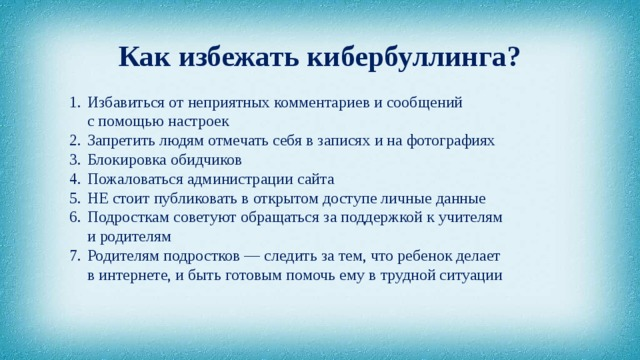 Как избежать кибербуллинга?
1. Избавиться от неприятных комментариев и сообщений
с помощью настроек
2. Запретить людям отмечать себя в записях и на фотографиях
3. Блокировка обидчиков
4. Пожаловаться администрации сайта
5. НЕ стоит публиковать в открытом доступе личные данные
6. Подросткам советуют обращаться за поддержкой к учителям
и родителям
7. Родителям подростков — следить за тем, что ребенок делает
в интернете, и быть готовым помочь ему в трудной ситуации